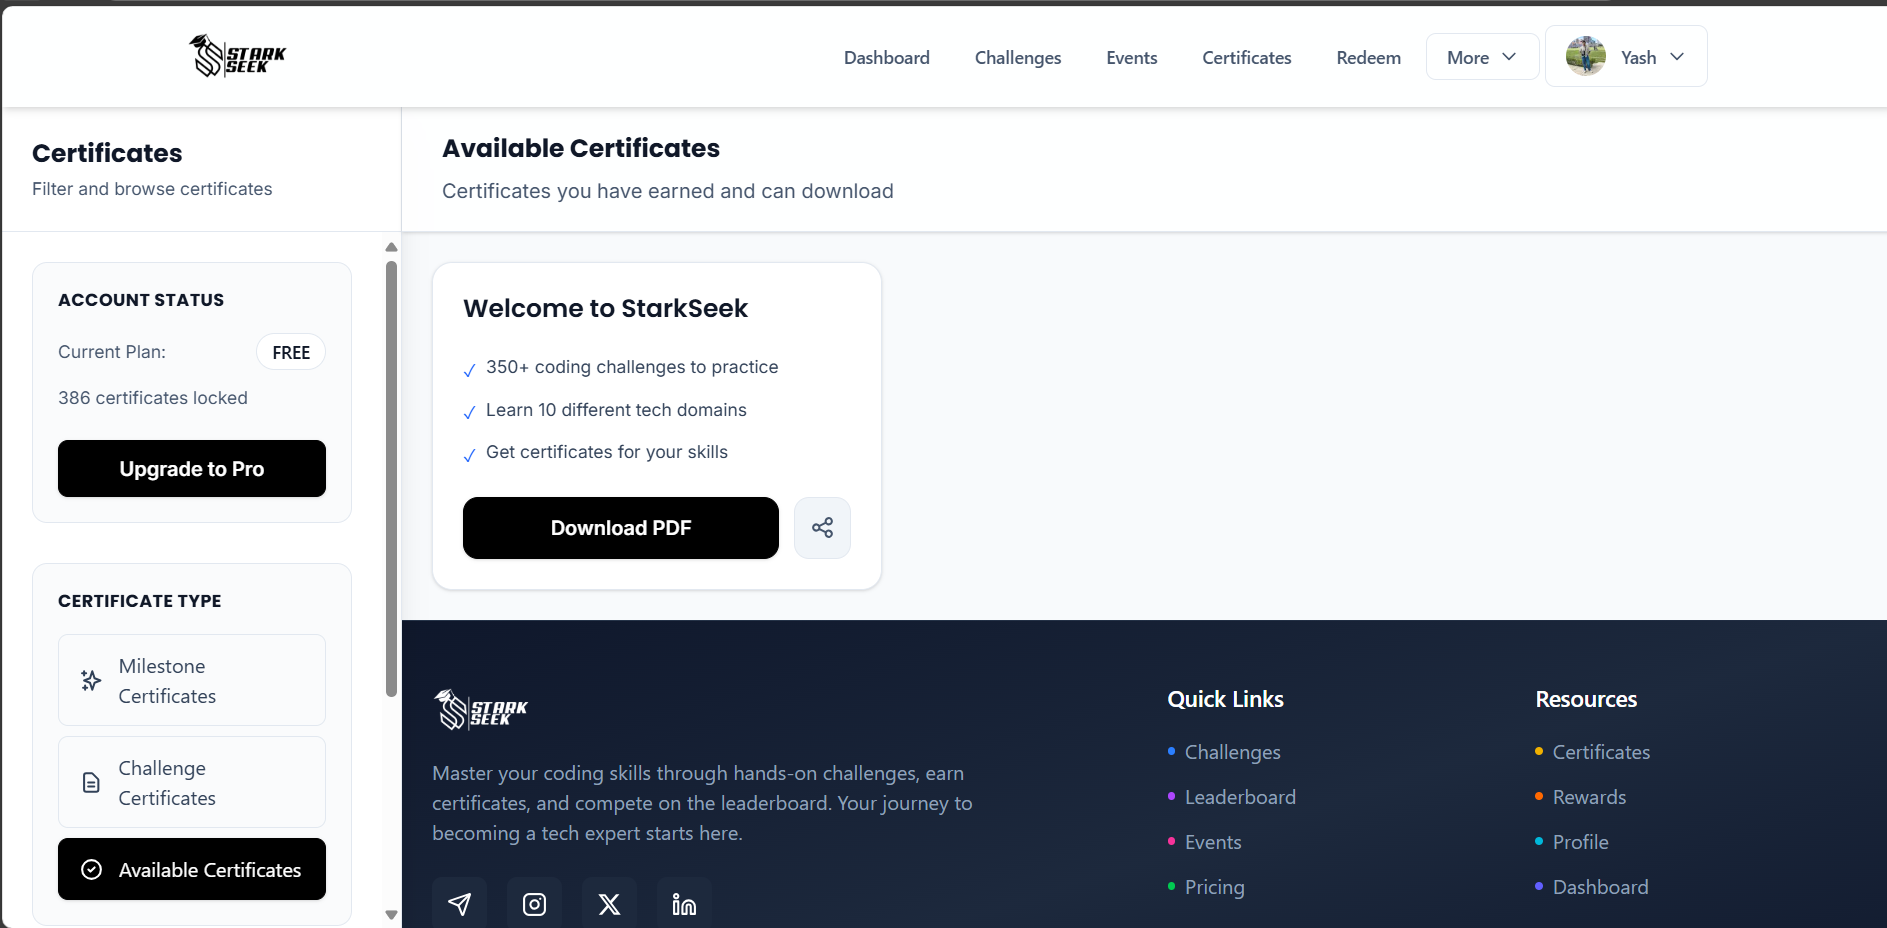 STARK
SEEK
Dashboard
Challenges
Events
Certificates
Redeem
More
Yash
Certificates
Filter and browse certificates
ACCOUNT STATUS
Current Plan:
FREE
386 certificates locked
Upgrade to Pro
CERTIFICATE TYPE
Milestone
Certificates
Challenge
Certificates
Available Certificates
Available Certificates
Certificates you have earned and can download
Welcome to StarkSeek
350+ coding challenges to practice
Learn 10 different tech domains
Get certificates for your skills
Download PDF
STARK
SEEK
Master your coding skills through hands-on challenges, earn
certificates, and compete on the leaderboard. Your journey to
becoming a tech expert starts here.
Quick Links
Challenges
Leaderboard
Events
Pricing
Resources
Certificates
Rewards
Profile
Dashboard